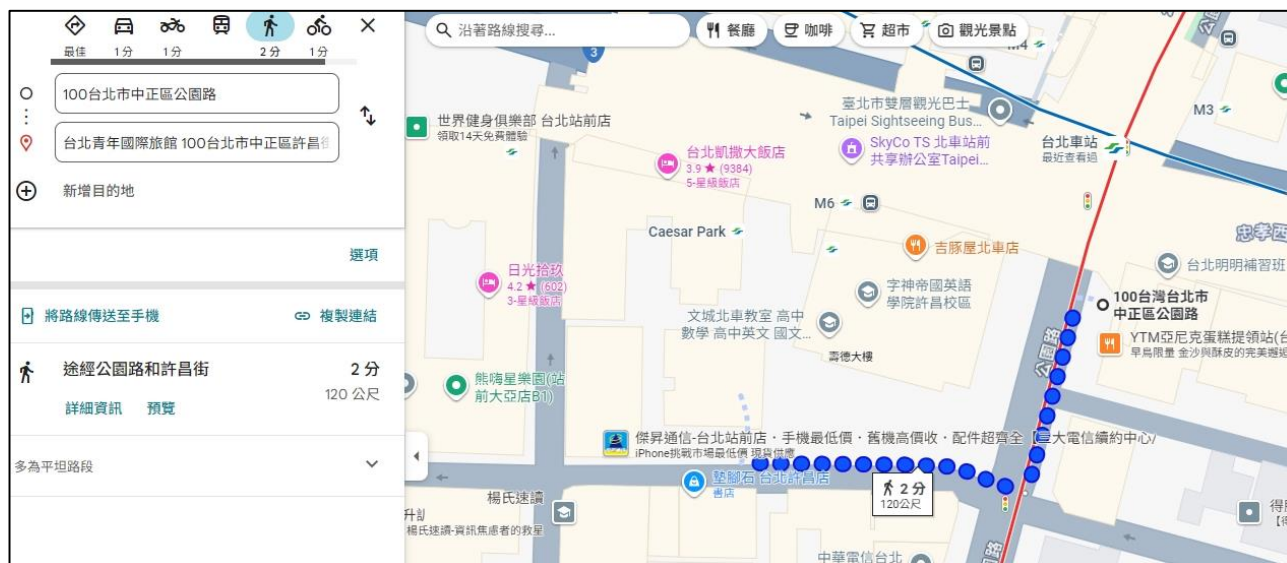 最佳
1 分
1 分
2 分
1 分
100台北市中正區公園路
台北青年國際旅館 100台北市中正區許昌
新增目的地
選項
將路線傳送至手機
複製連結
途經公園路和許昌街
2 分
120 公尺
詳細資訊
預覽
多為平坦路段
沿著路線搜尋...
餐廳
咖啡
超市
觀光景點
3
M4
公園
世界健身俱樂部 台北站前店
領取14天免費體驗
臺北市雙層觀光巴士
Taipei Sightseeing Bus...
M3
台北凱撒大飯店
3.9 ★ (9384)
5-星級飯店
SkyCo TS 北車站前
共享辦公室Taipei...
台北車站
最近查看過
M6
Caesar Park
吉豚屋北車店
忠孝西
台北明明補習班
日光拾玖
4.2 ★ (602)
3-星級飯店
字神帝國英語
學院許昌校區
100台灣台北市
中正區公園路
文城北車教室 高中
數學 高中英文 國文...
YTM亞尼克蛋糕提領站(台
早鳥限量 金沙與酥皮的完美邂逅
公園路
壽德大樓
熊嗨星樂園(站
前大亞店B1)
傑昇通信-台北站前店・手機最低價・舊機高價收・配件超齊全【三大電信續約中心/
iPhone挑戰市場最低價 現貨供應
墊腳石 台北許昌店
書店
2 分
120公尺
楊氏速讀
楊氏速讀-資訊焦慮者的救星
中華電信台北
園路